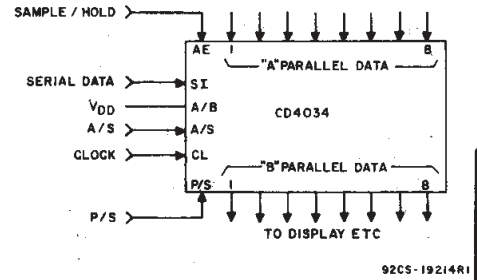 SAMPLE / HOLD
AE 1 8
"A" PARALLEL DATA
SERIAL DATA SI
VDD A/B
CD4034
A/S A/S
CLOCK CL
"B" PARALLEL DATA
P/S 1 8
P/S
TO DISPLAY ETC
92CS-19214R1